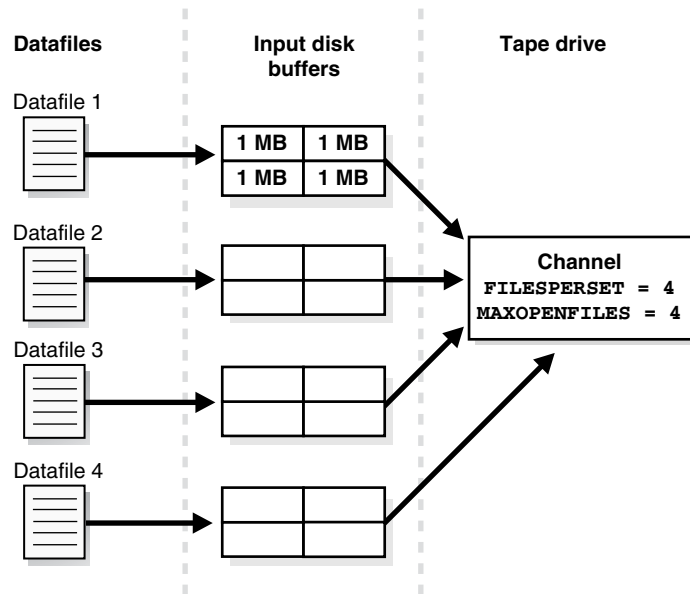 Datafiles
Input disk
buffers
Tape drive
Datafile 1
1 MB 1 MB
1 MB 1 MB
Datafile 2
Channel
FILESPERSET = 4
MAXOPENFILES = 4
Datafile 3
Datafile 4